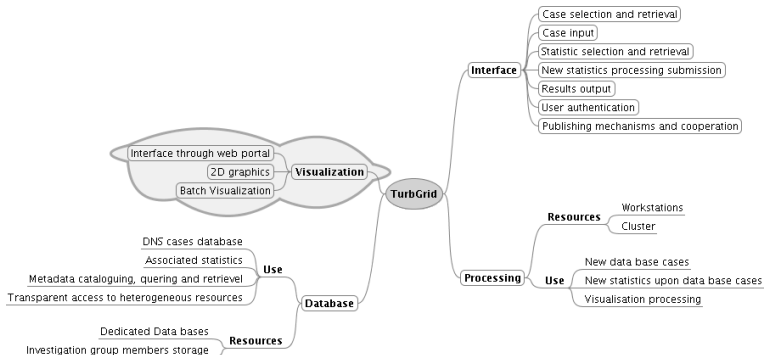 TurbGrid
Interface
Case selection and retrieval
Case input
Statistic selection and retrieval
New statistics processing submission
Results output
User authentication
Publishing mechanisms and cooperation
Processing
Resources
Workstations
Cluster
Use
New data base cases
New statistics upon data base cases
Visualisation processing
Visualization
Interface through web portal
2D graphics
Batch Visualization
Database
Use
DNS cases database
Associated statistics
Metadata cataloguing, quering and retrievel
Transparent access to heterogeneous resources
Resources
Dedicated Data bases
Investigation group members storage